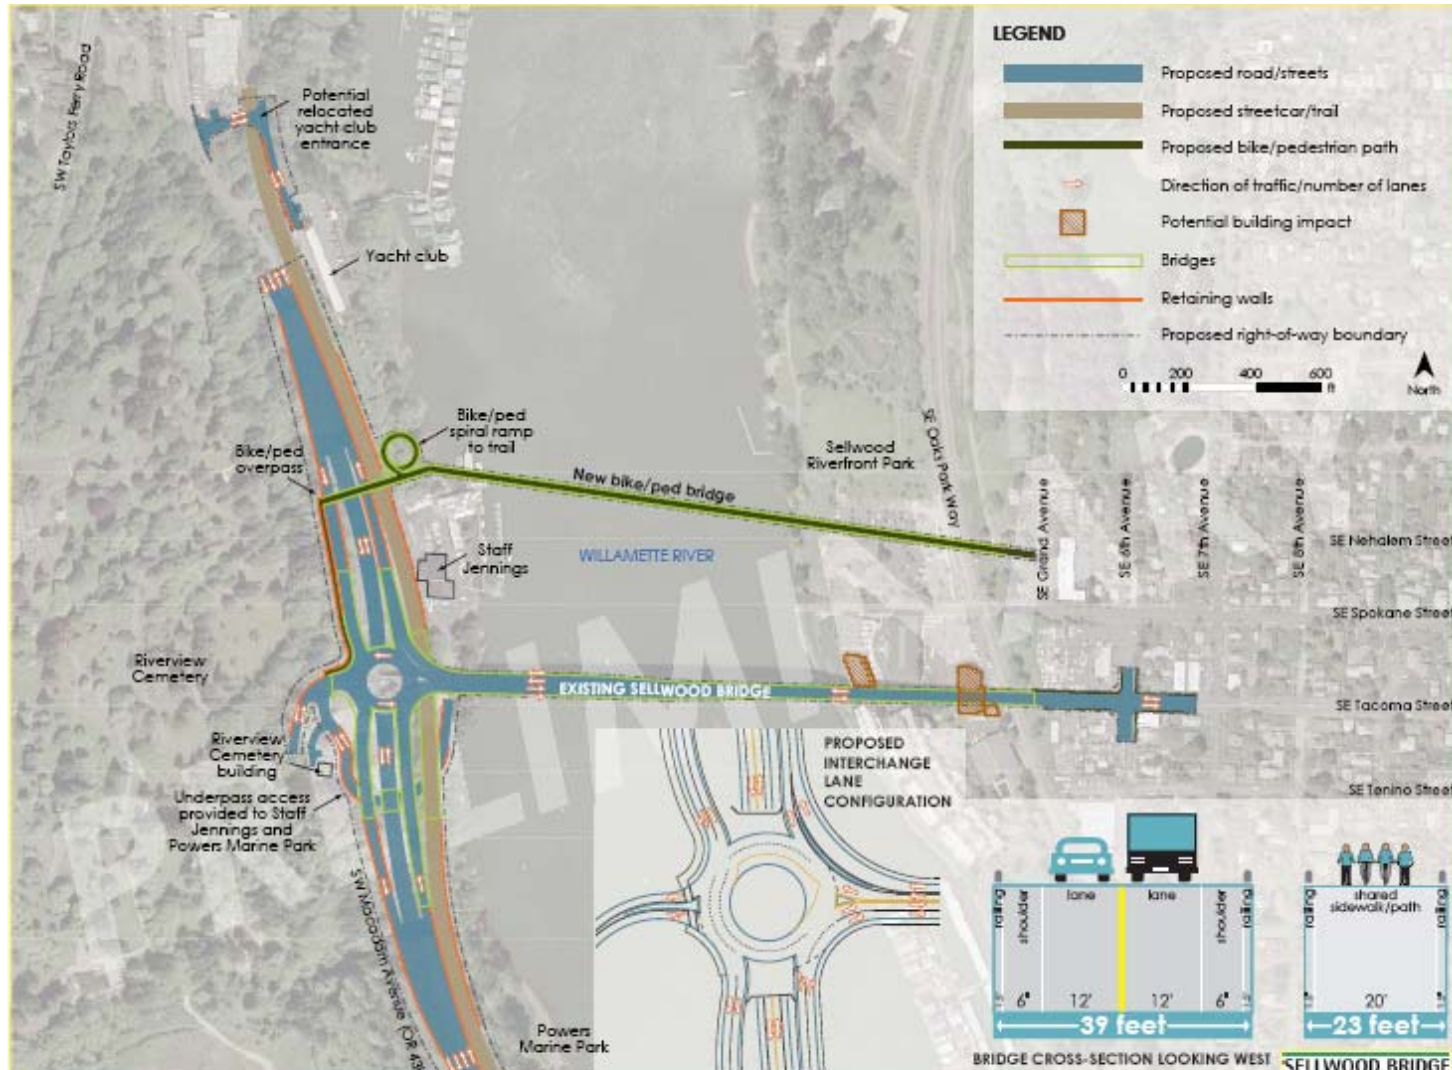 LEGEND
Proposed road/streets
Proposed streetcar/trail
Proposed bike/pedestrian path
Direction of traffic/number of lanes
Potential building impact
Bridges
Retaining walls
Proposed right-of-way boundary
0 200 400 600
ft
North
SW Taylors Ferry Road
Potential
relocated
yacht club
entrance
Yacht club
Bike/ped
spiral ramp
to trail
Bike/ped
overpass
New bike/ped bridge
Sellwood
Riverfront Park
SE Oaks Park Way
SE Grand Avenue
SE 6th Avenue
SE 7th Avenue
SE 8th Avenue
SE Nehalem Street
Staff
Jennings
WILLAMETTE RIVER
SE Spokane Street
Riverview
Cemetery
EXISTING SELLWOOD BRIDGE
SE Tacoma Street
Riverview
Cemetery
building
Underpass access
provided to Staff
Jennings and
Powers Marine Park
SE Tenino Street
SW Macadam Avenue (OR 43)
Powers
Marine Park
PROPOSED
INTERCHANGE
LANE
CONFIGURATION
railing
shoulder
lane
lane
shoulder
railing
6"
12'
12'
6"
39 feet
railing
shared
sidewalk/path
railing
20'
23 feet
BRIDGE CROSS-SECTION LOOKING WEST
SELLWOOD BRIDGE